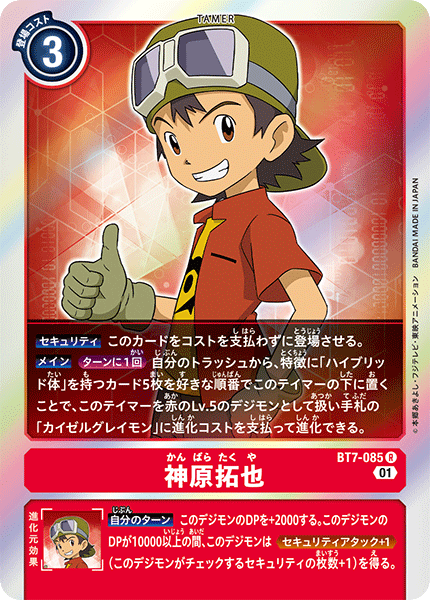 TAMER
登場コスト
3
セキュリティ このカードをコストを支払わずに登場させる。
メイン ターンに1回 自分のトラッシュから、特徴に「ハイブリッ
ド体」を持つカード5枚を好きな順番でこのテイマーの下に置く
ことで、このテイマーを赤のLv.5のデジモンとして扱い手札の
「カイゼルグレイモン」に進化コストを支払って進化できる。
BT7-085 R
01
かん ばら たく や
神原拓也
進化元効果
自分のターン このデジモンのDPを+2000する。このデジモンの
DPが10000以上の間、このデジモンは セキュリティアタック+1
(このデジモンがチェックするセキュリティの枚数+1)を得る。
©本郷あきよし・フジテレビ・東映アニメーション BANDAI MADE IN JAPAN